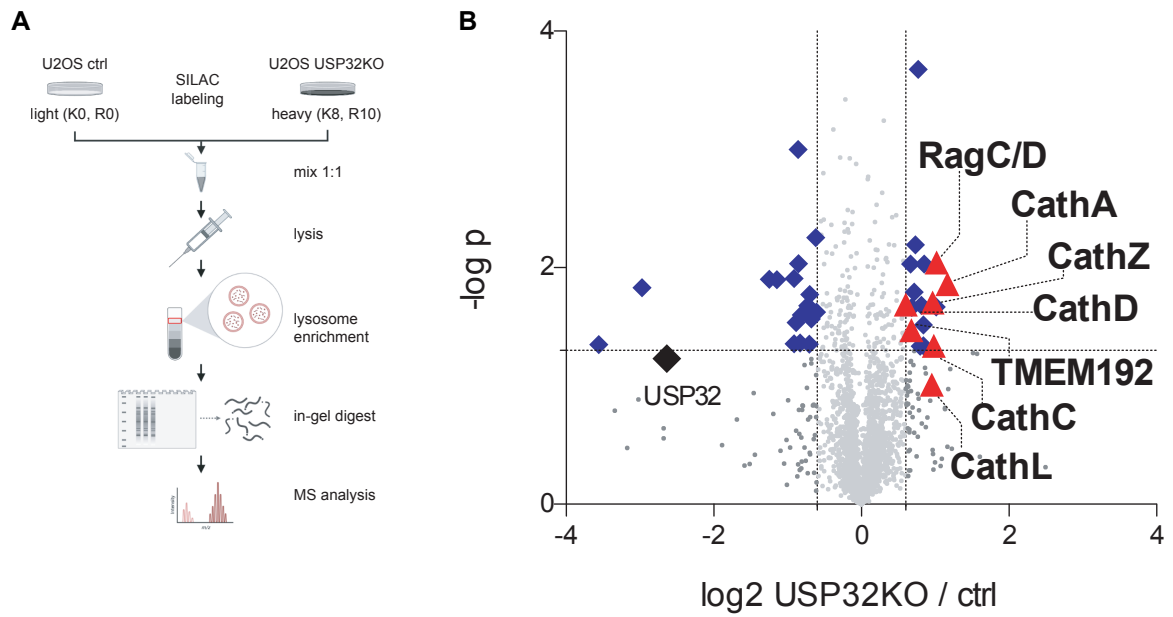 A
U2OS ctrl
SILAC
labeling
U2OS USP32KO
light (K0, R0)
heavy (K8, R10)
mix 1:1
lysis
lysosome
enrichment
in-gel digest
MS analysis
Intensity
m/z
B
4
2
0
-log p
-4
-2
0
2
4
log2 USP32KO / ctrl
RagC/D
CathA
CathZ
CathD
TMEM192
CathC
CathL
USP32